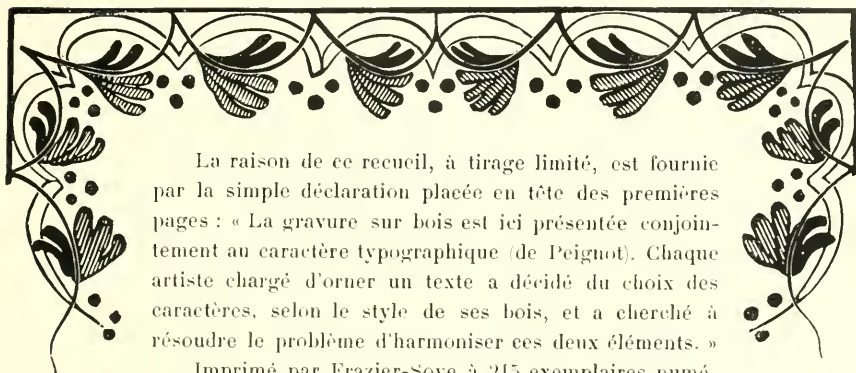 La raison de ce recueil, à tirage limité, est fournie
par la simple déclaration placée en tête des premières
pages : « La gravure sur bois est ici présentée conjoin-
tement au caractère typographique (de Peignot). Chaque
artiste chargé d'orner un texte a décidé du choix des
caractères, selon le style de ses bois, et a cherché à
résoudre le problème d'harmoniser ces deux éléments. »
Imprimé par Frazier-Soye à 215 exemplaires numé-